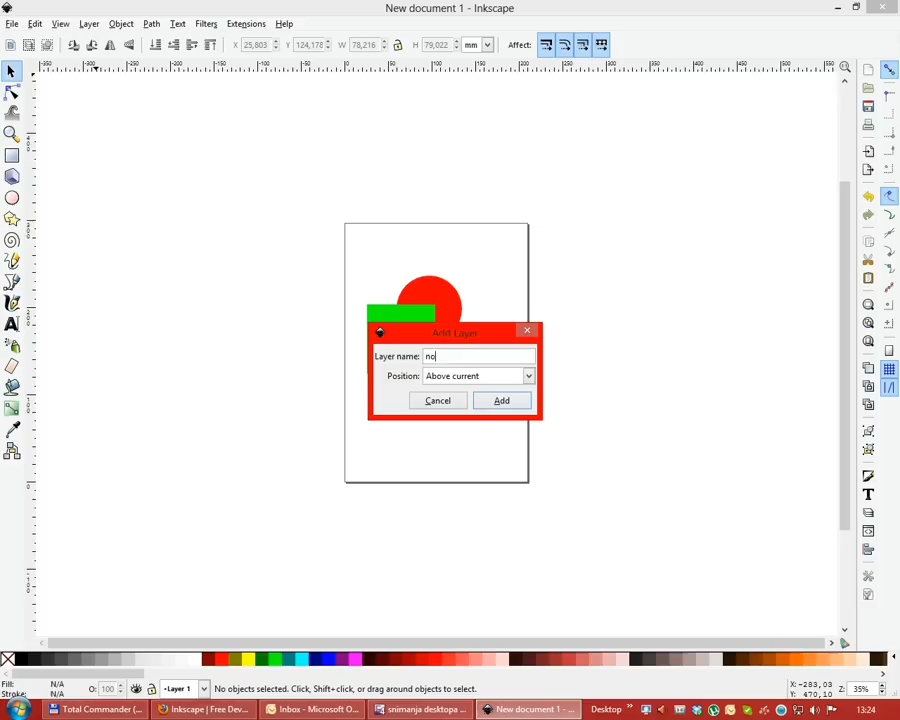 New document 1 - Inkscape
File Edit View Layer Object Path Text Filters Extensions Help
X 25,803 Y 124,178 W 78,216 H 79,022 mm Affect:
Add Layer
Layer name: no
Position: Above current
Cancel Add
Fill: N/A
Stroke: N/A
O: 100
Layer 1
No objects selected. Click, Shift+click, or drag around objects to select.
X: -283,03
Y: 470,10
Z: 35%
Start
Total Commander (...
Inkscape | Free Dev...
Inbox - Microsoft O...
snimanja desktopa ...
New document 1 - ...
Desktop
13:24